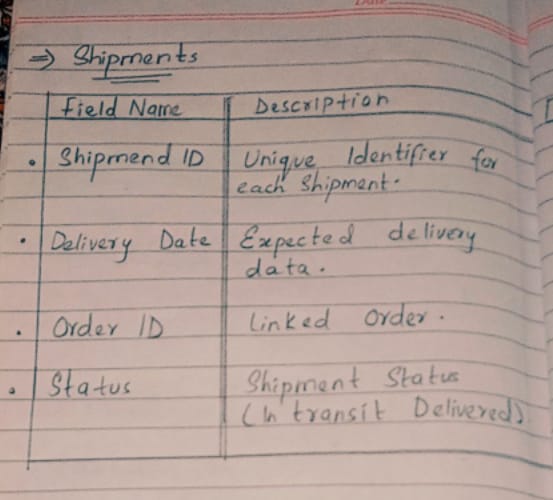 ⇒ Shipments
Field Name Description
• Shipmend ID Unique Identifier for
each Shipment.
• Delivery Date Expected delivery
data.
• Order ID Linked order.
• Status Shipment Status
(In transit Delivered)